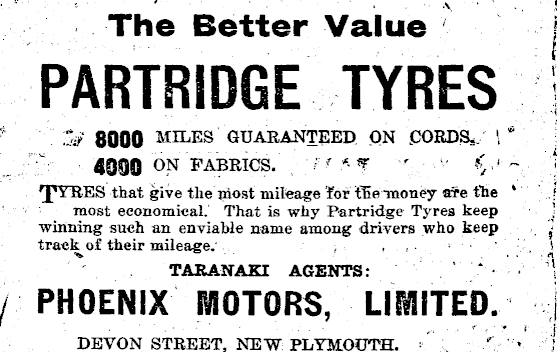 The Better Value
PARTRIDGE TYRES
8000 MILES GUARANTEED ON CORDS.
4000 ON FABRICS.
TYRES that give the most mileage for the money are the
most economical. That is why Partridge Tyres keep
winning such an enviable name among drivers who keep
track of their mileage.
TARANAKI AGENTS:
PHOENIX MOTORS, LIMITED.
DEVON STREET, NEW PLYMOUTH.